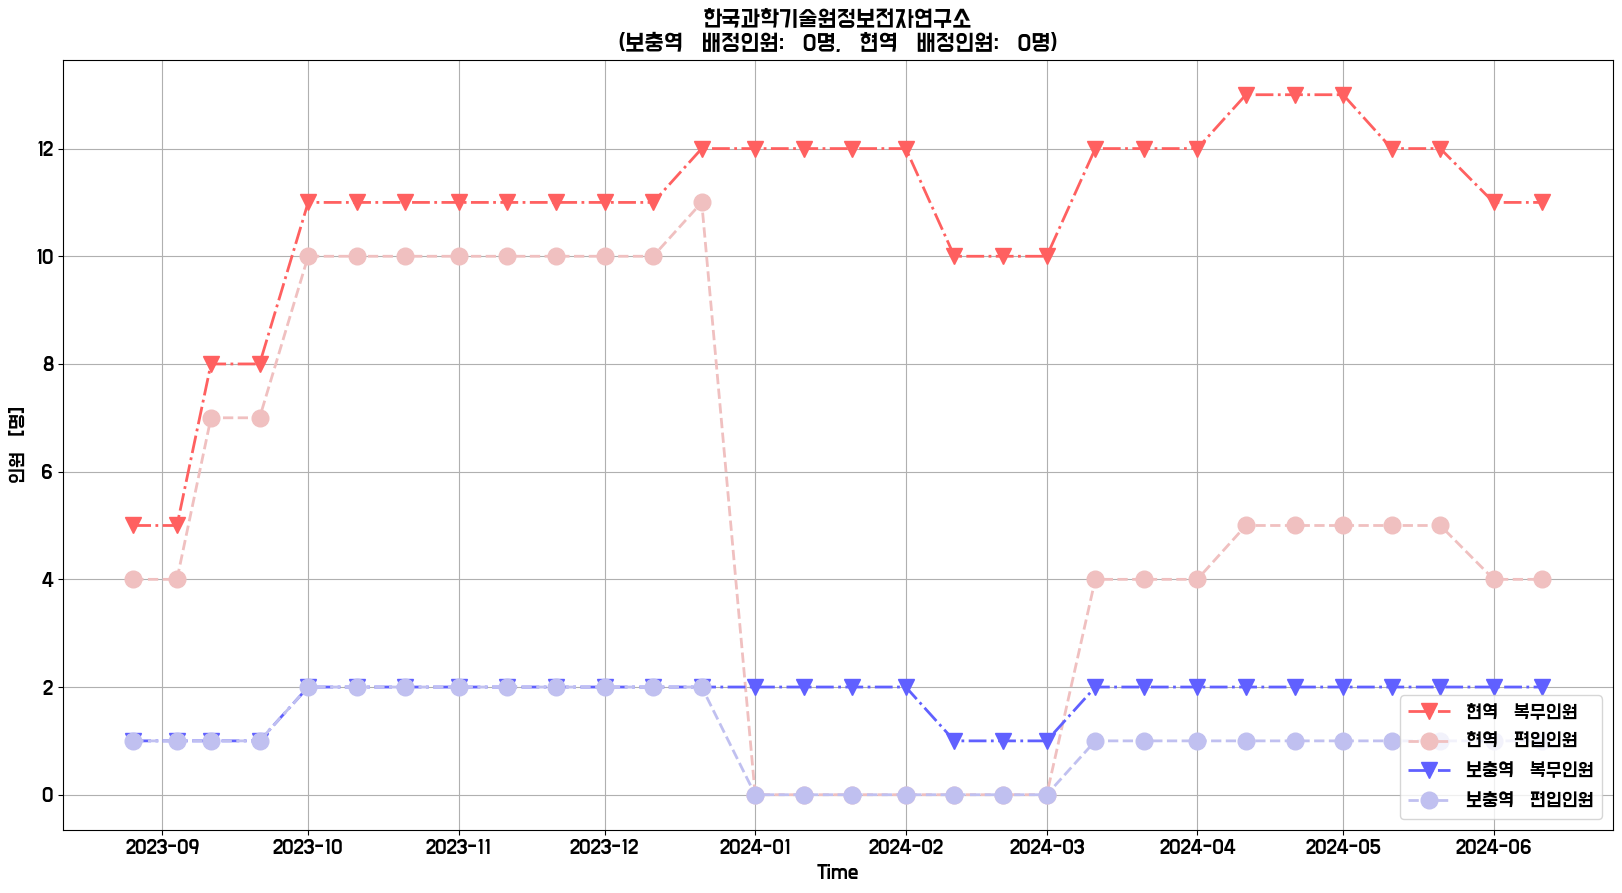 한국과학기술원정보전자연구소
(보충역 배정인원: 0명, 현역 배정인원: 0명)
인원 [명]
12
10
8
6
4
2
0
현역 복무인원
현역 편입인원
보충역 복무인원
보충역 편입인원
2023-09 2023-10 2023-11 2023-12 2024-01 2024-02 2024-03 2024-04 2024-05 2024-06
Time